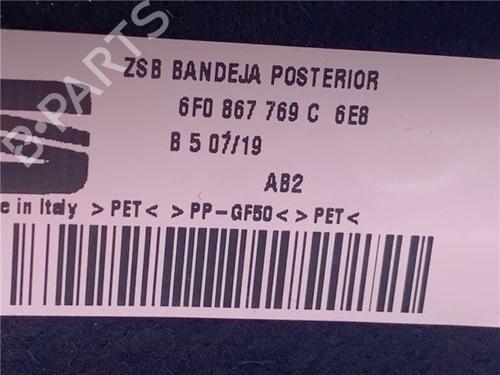 ZSB BANDEJA POSTERIOR
6F0 867 769 C 6E8
B 5 07/19
AB2
e in Italy >PET< >PP-GF50<>PET<
B-PARTS